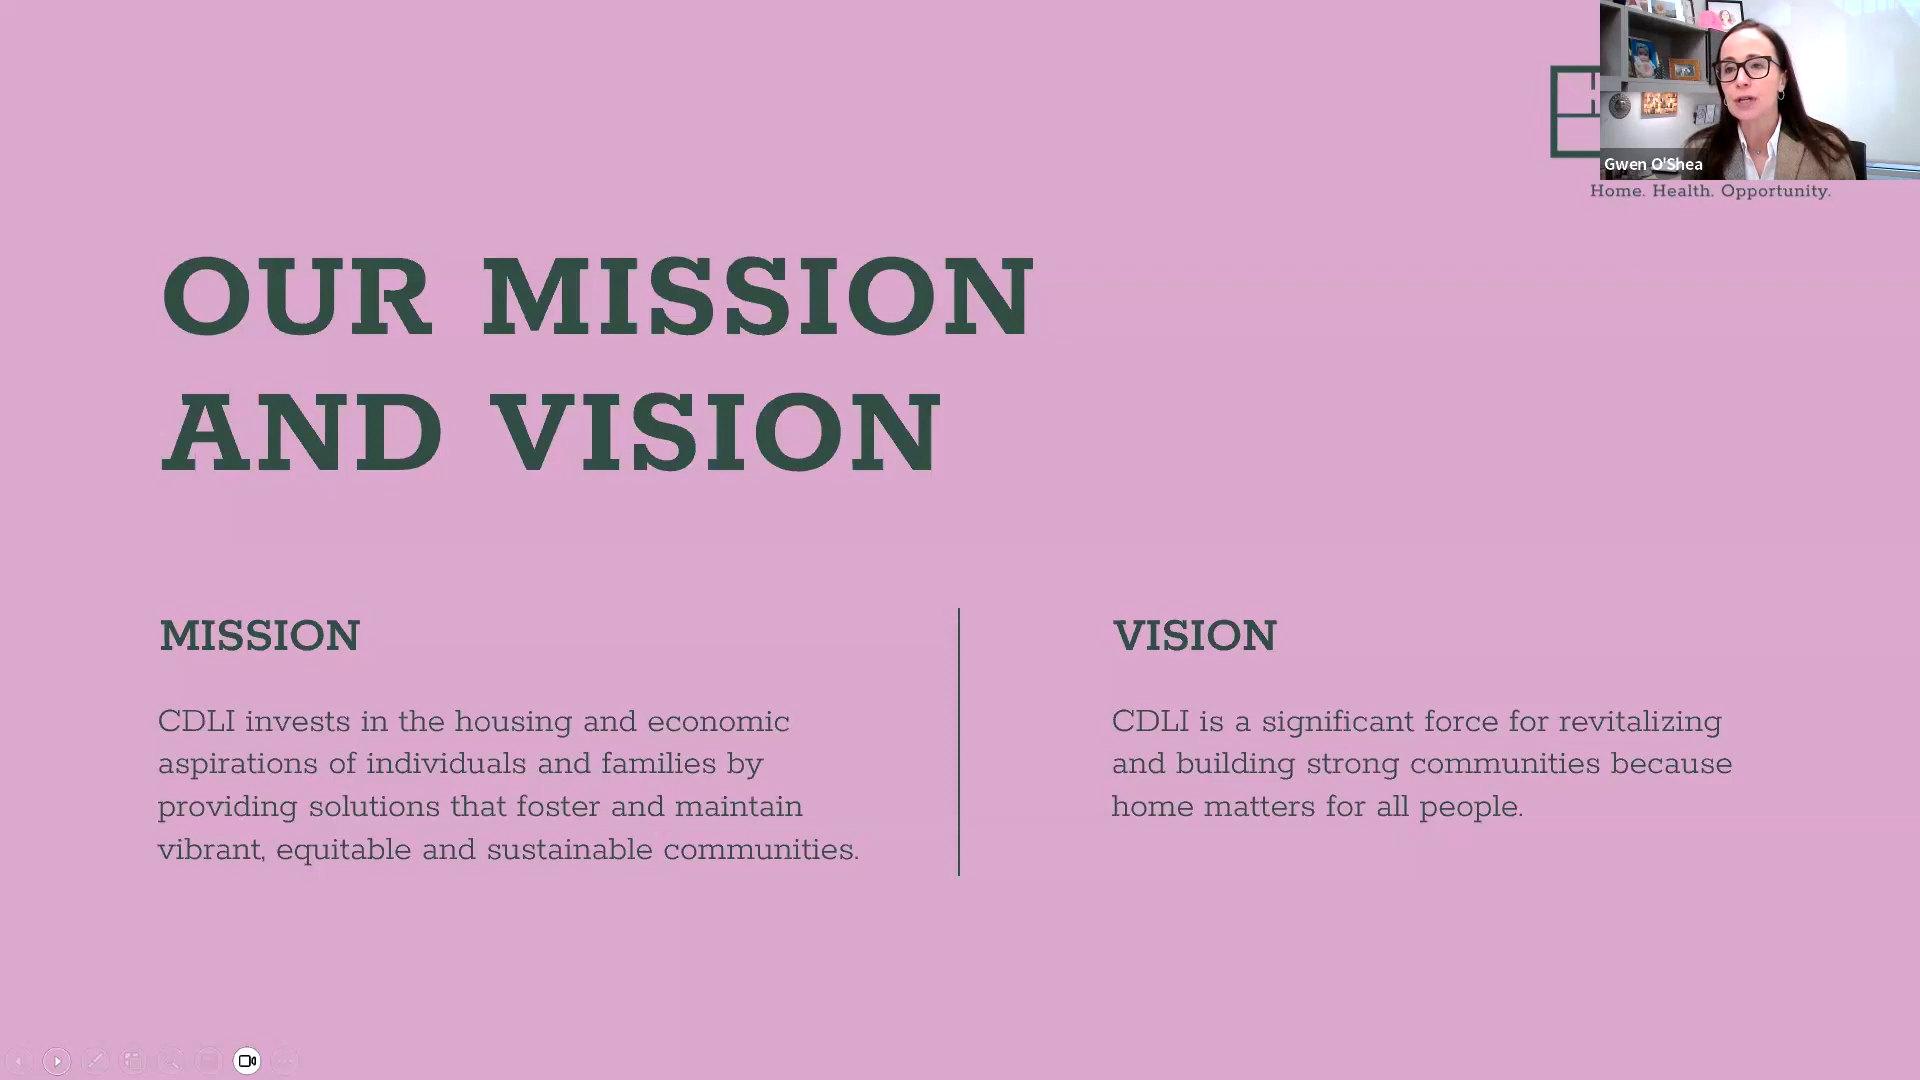 Gwen O'Shea
Home. Health. Opportunity.
OUR MISSION
AND VISION
MISSION
CDLI invests in the housing and economic
aspirations of individuals and families by
providing solutions that foster and maintain
vibrant, equitable and sustainable communities.
VISION
CDLI is a significant force for revitalizing
and building strong communities because
home matters for all people.